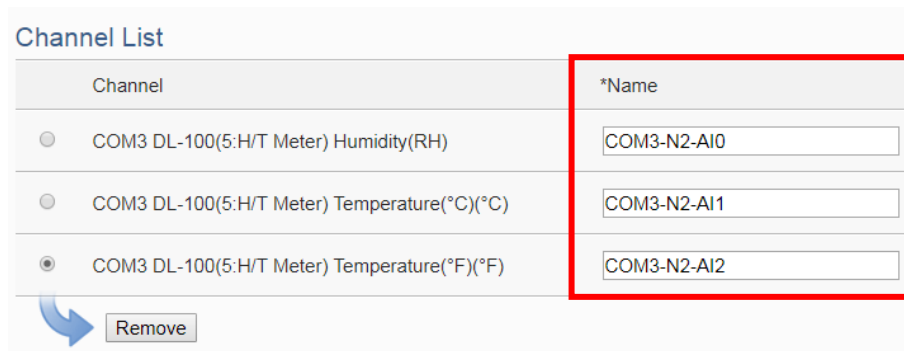 Channel List
Channel *Name
COM3 DL-100(5:H/T Meter) Humidity(RH) COM3-N2-AI0
COM3 DL-100(5:H/T Meter) Temperature(°C)(°C) COM3-N2-AI1
COM3 DL-100(5:H/T Meter) Temperature(°F)(°F) COM3-N2-AI2
Remove